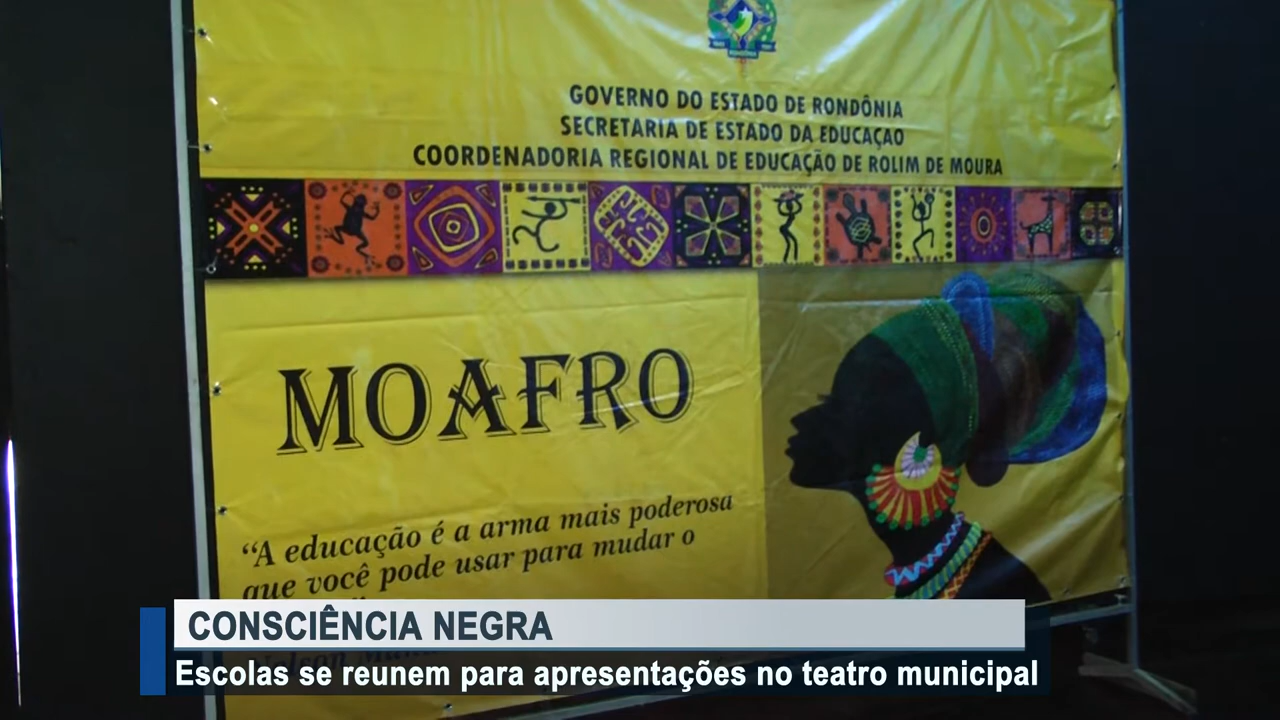 GOVERNO DO ESTADO DE RONDÔNIA
SECRETARIA DE ESTADO DA EDUCAÇAO
COORDENADORIA REGIONAL DE EDUCAÇÃO DE ROLIM DE MOURA
MOAFRO
“A educação é a arma mais poderosa
que você pode usar para mudar o
CONSCIÊNCIA NEGRA
Escolas se reunem para apresentações no teatro municipal